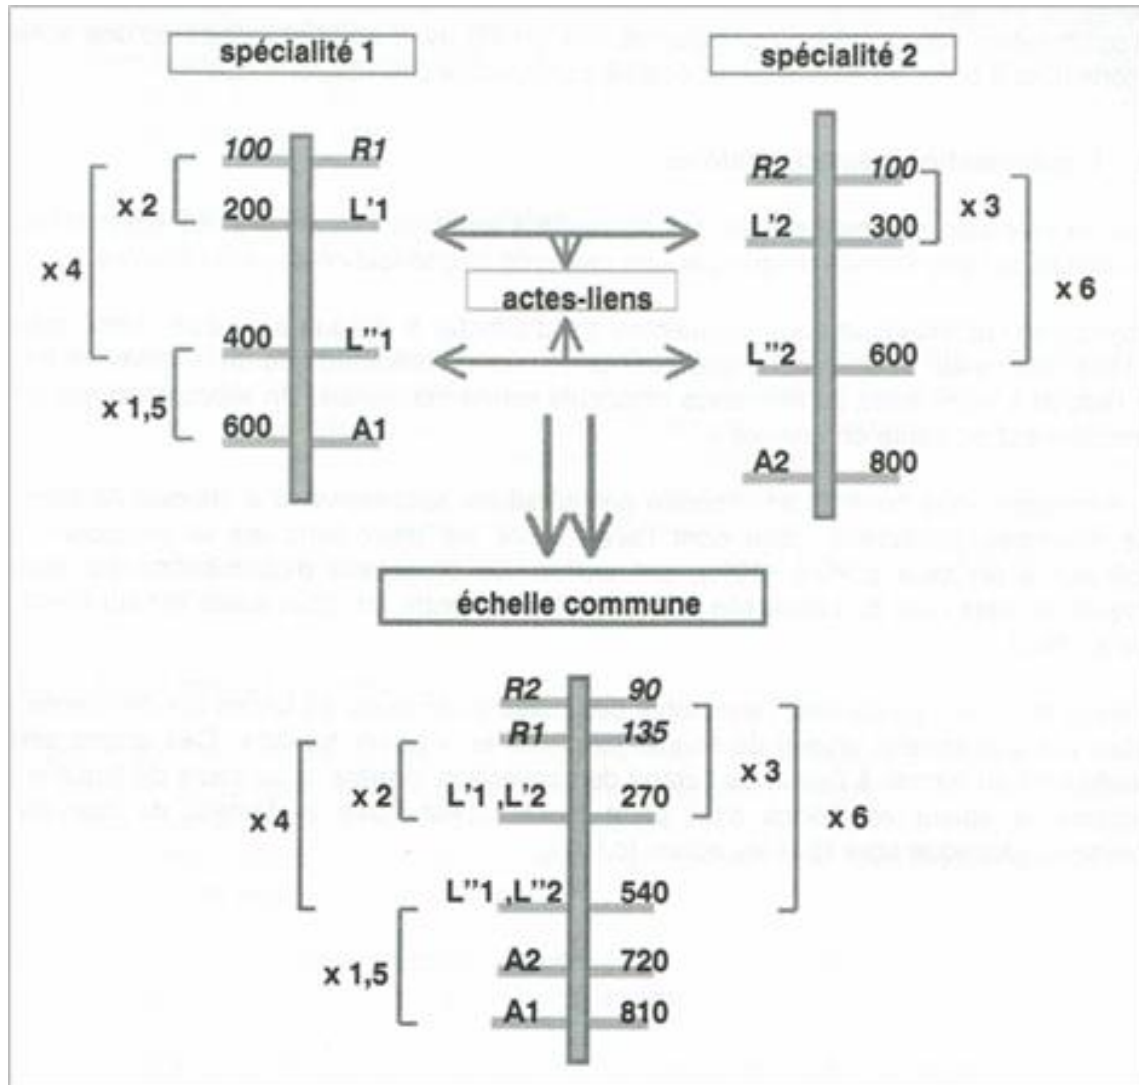 spécialité 1
spécialité 2
100 R1
x 2
200 L'1
x 4
400 L''1
x 1,5
600 A1
R2 100
x 3
L'2 300
x 6
L''2 600
A2 800
actes-liens
échelle commune
R2 90
R1 135
x 3
x 2
L'1 ,L'2 270
x 4
x 6
L''1 ,L''2 540
A2 720
x 1,5
A1 810